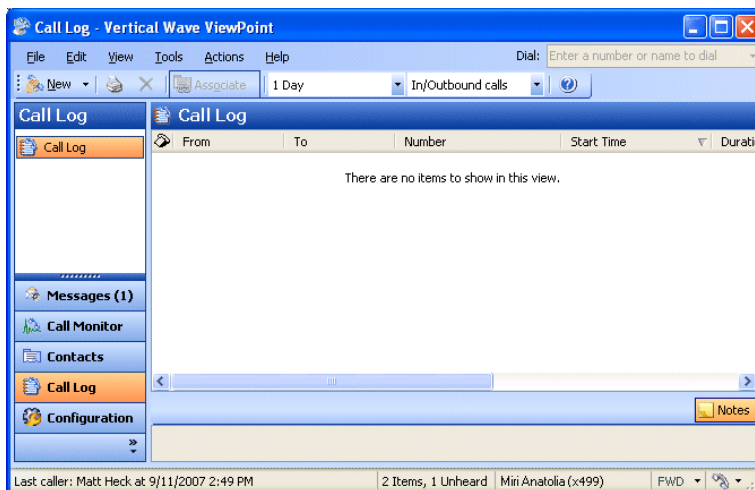 Call Log - Vertical Wave ViewPoint
File Edit View Tools Actions Help Dial: Enter a number or name to dial
New Associate 1 Day In/Outbound calls
Call Log Call Log
Call Log From To Number Start Time Durati
There are no items to show in this view.
Messages (1)
Call Monitor
Contacts
Call Log
Notes
Configuration
Last caller: Matt Heck at 9/11/2007 2:49 PM 2 Items, 1 Unheard Miri Anatolia (x499) FWD